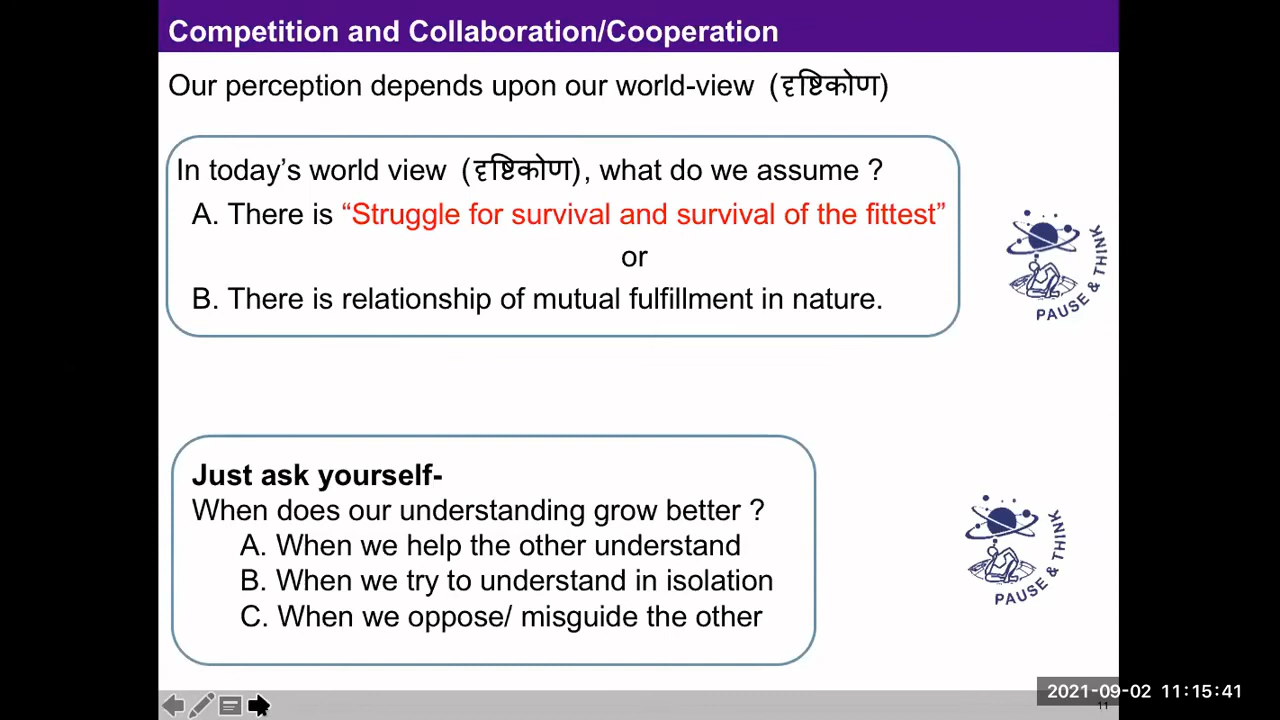 Competition and Collaboration/Cooperation
Our perception depends upon our world-view (दृष्टिकोण)
In today’s world view (दृष्टिकोण), what do we assume ?
A. There is “Struggle for survival and survival of the fittest”
or
B. There is relationship of mutual fulfillment in nature.
PAUSE & THINK
Just ask yourself-
When does our understanding grow better ?
A. When we help the other understand
B. When we try to understand in isolation
C. When we oppose/ misguide the other
PAUSE & THINK
2021-09-02 11:15:41
11